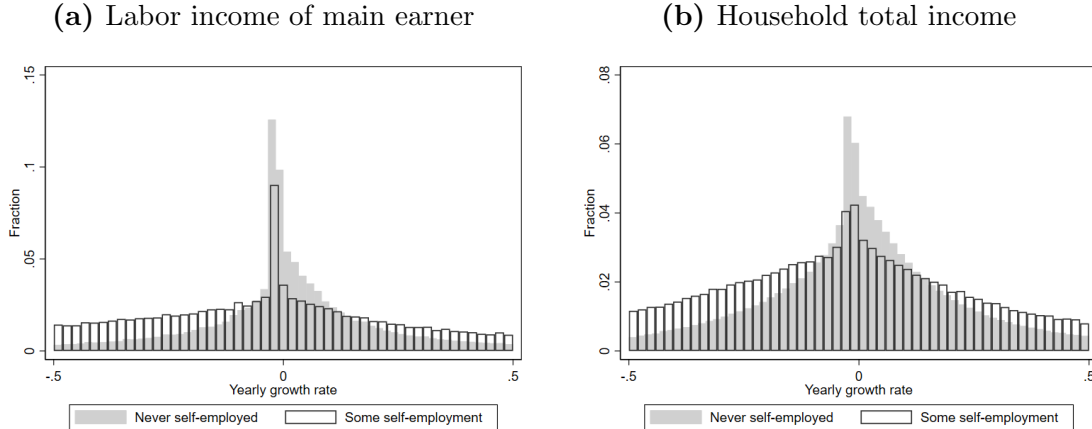 (a) Labor income of main earner
.15
.1
.05
0
Fraction
-.5
0
.5
Yearly growth rate
Never self-employed
Some self-employment
(b) Household total income
.08
.06
.04
.02
0
Fraction
-.5
0
.5
Yearly growth rate
Never self-employed
Some self-employment